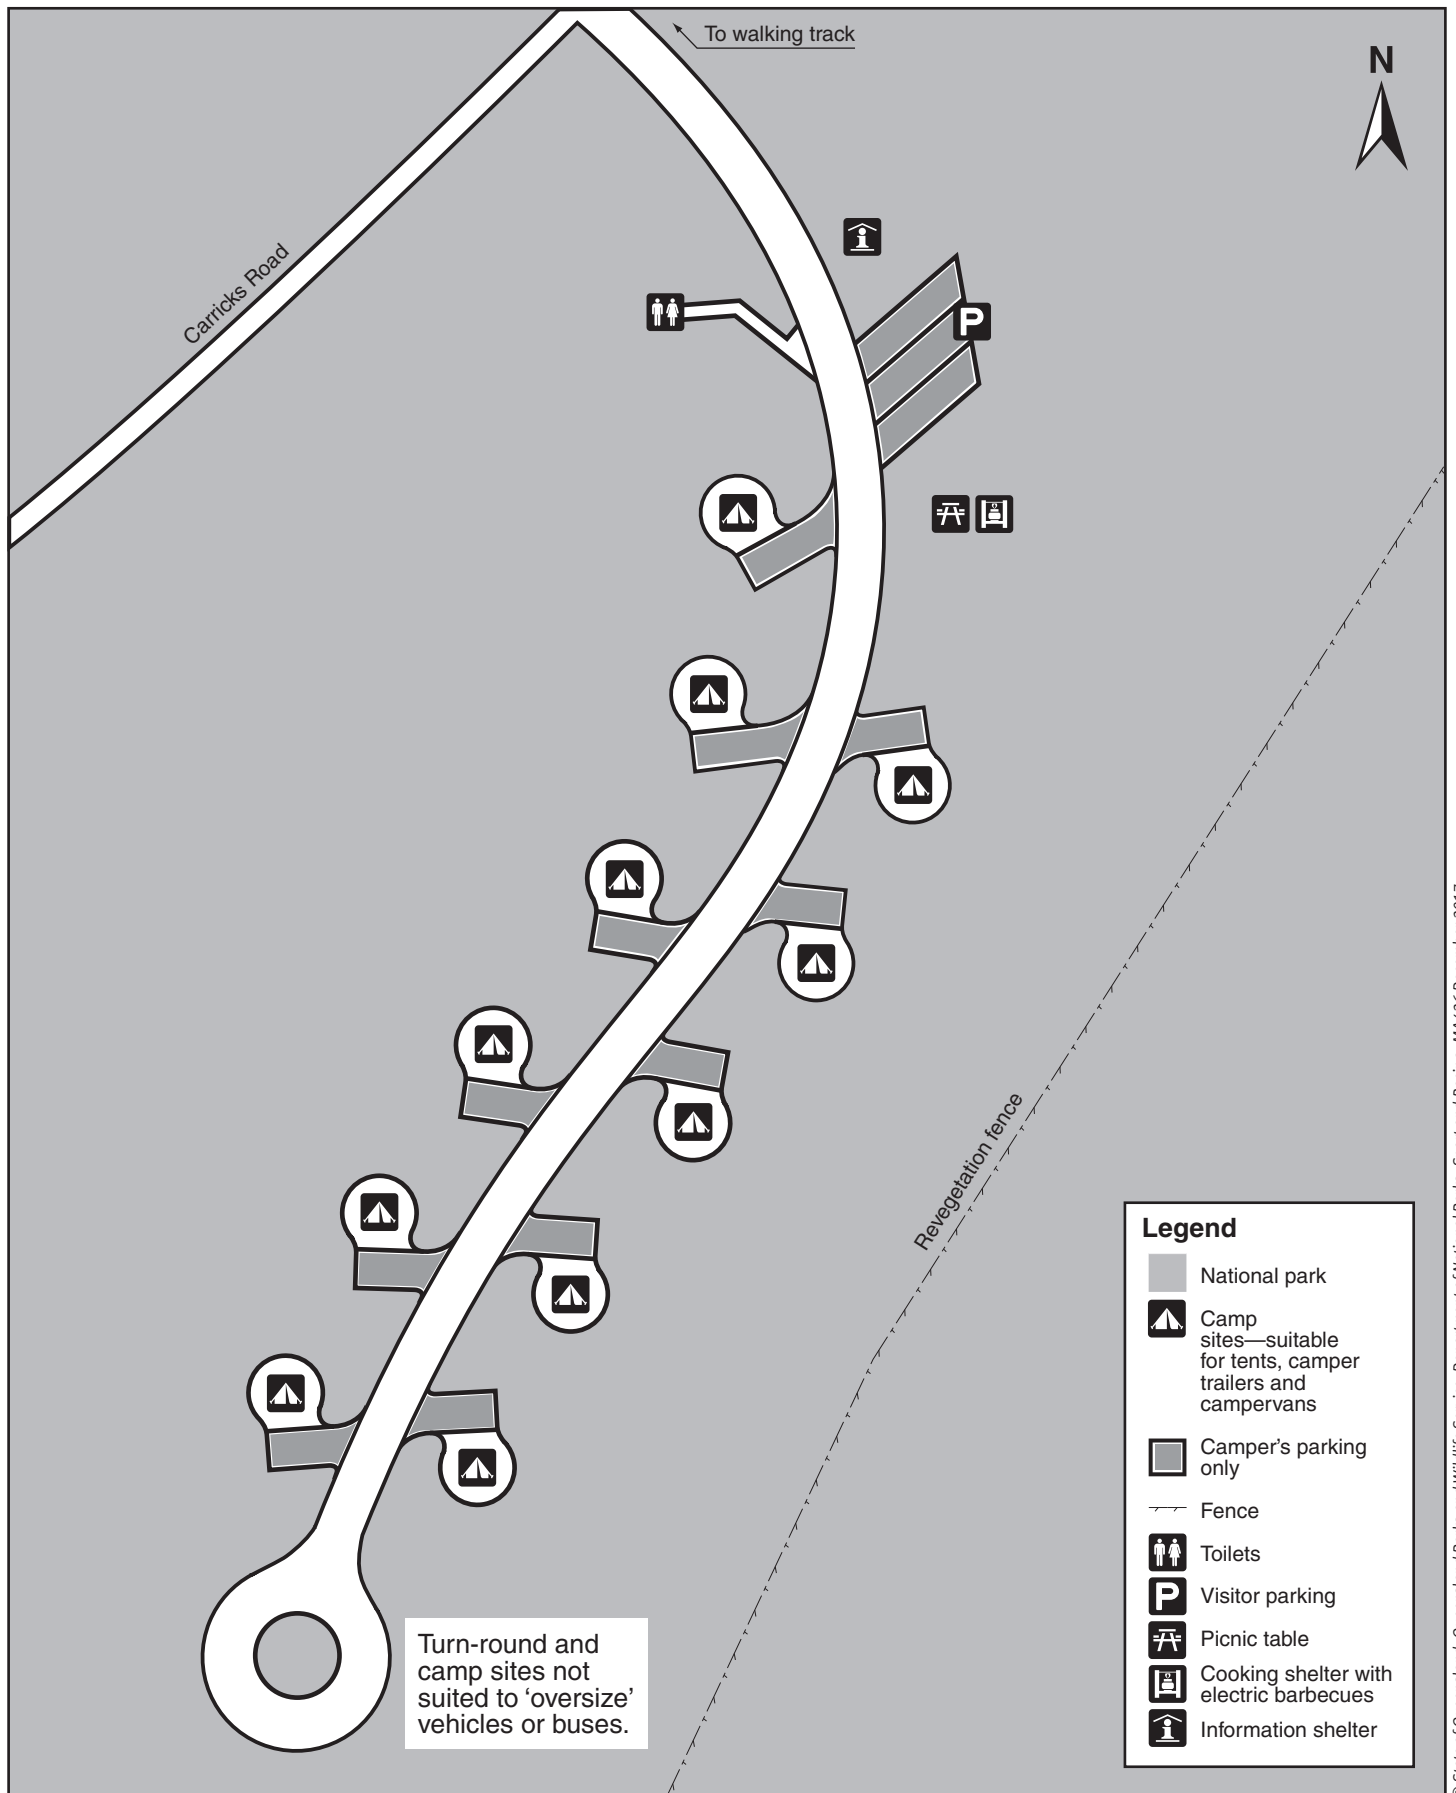 To walking track
N
Carricks Road
P
Revegetation fence
Legend
National park
Camp
sites—suitable
for tents, camper
trailers and
campervans
Camper's parking
only
Fence
Toilets
P Visitor parking
Picnic table
Cooking shelter with
electric barbecues
Information shelter
Turn-round and
camp sites not
suited to ‘oversize’
vehicles or buses.